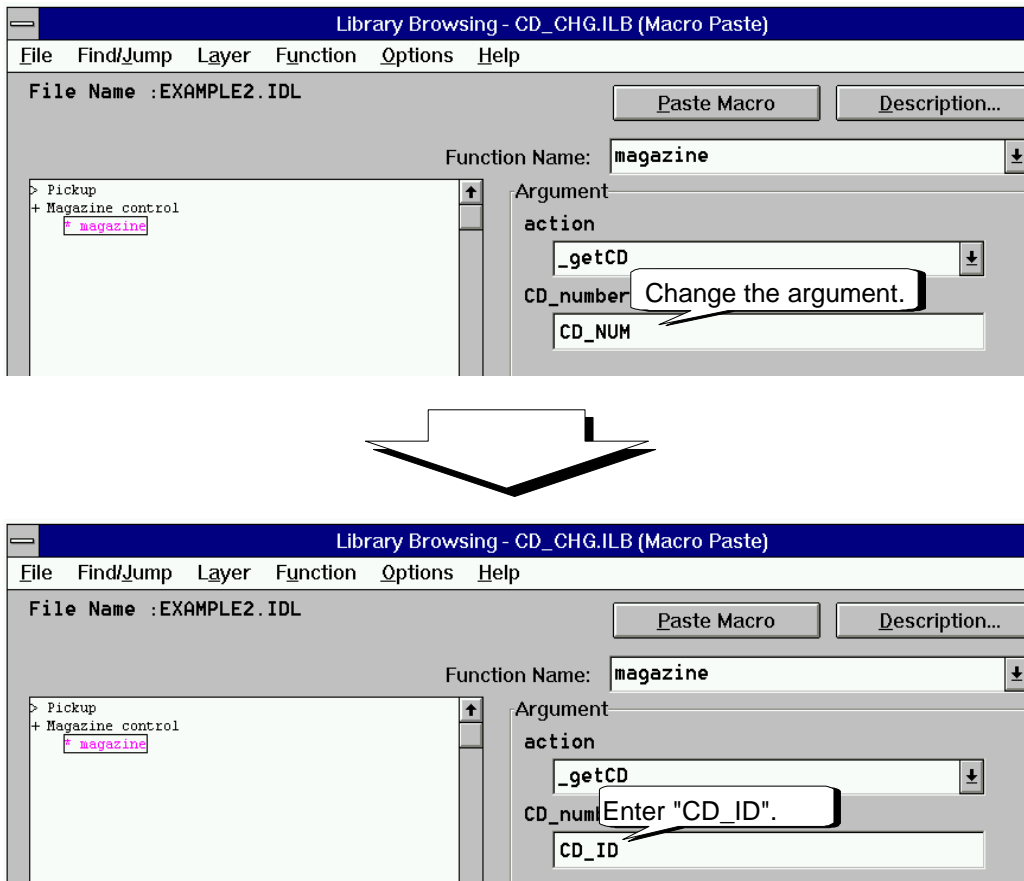 Library Browsing - CD_CHG.ILB (Macro Paste)
File Find/Jump Layer Function Options Help
File Name :EXAMPLE2.IDL
Paste Macro
Description...
Function Name: magazine
> Pickup
+ Magazine control
* magazine
Argument
action
_getCD
CD_number
Change the argument.
CD_NUM
Library Browsing - CD_CHG.ILB (Macro Paste)
File Find/Jump Layer Function Options Help
File Name :EXAMPLE2.IDL
Paste Macro
Description...
Function Name: magazine
> Pickup
+ Magazine control
* magazine
Argument
action
_getCD
CD_num
Enter "CD_ID".
CD_ID